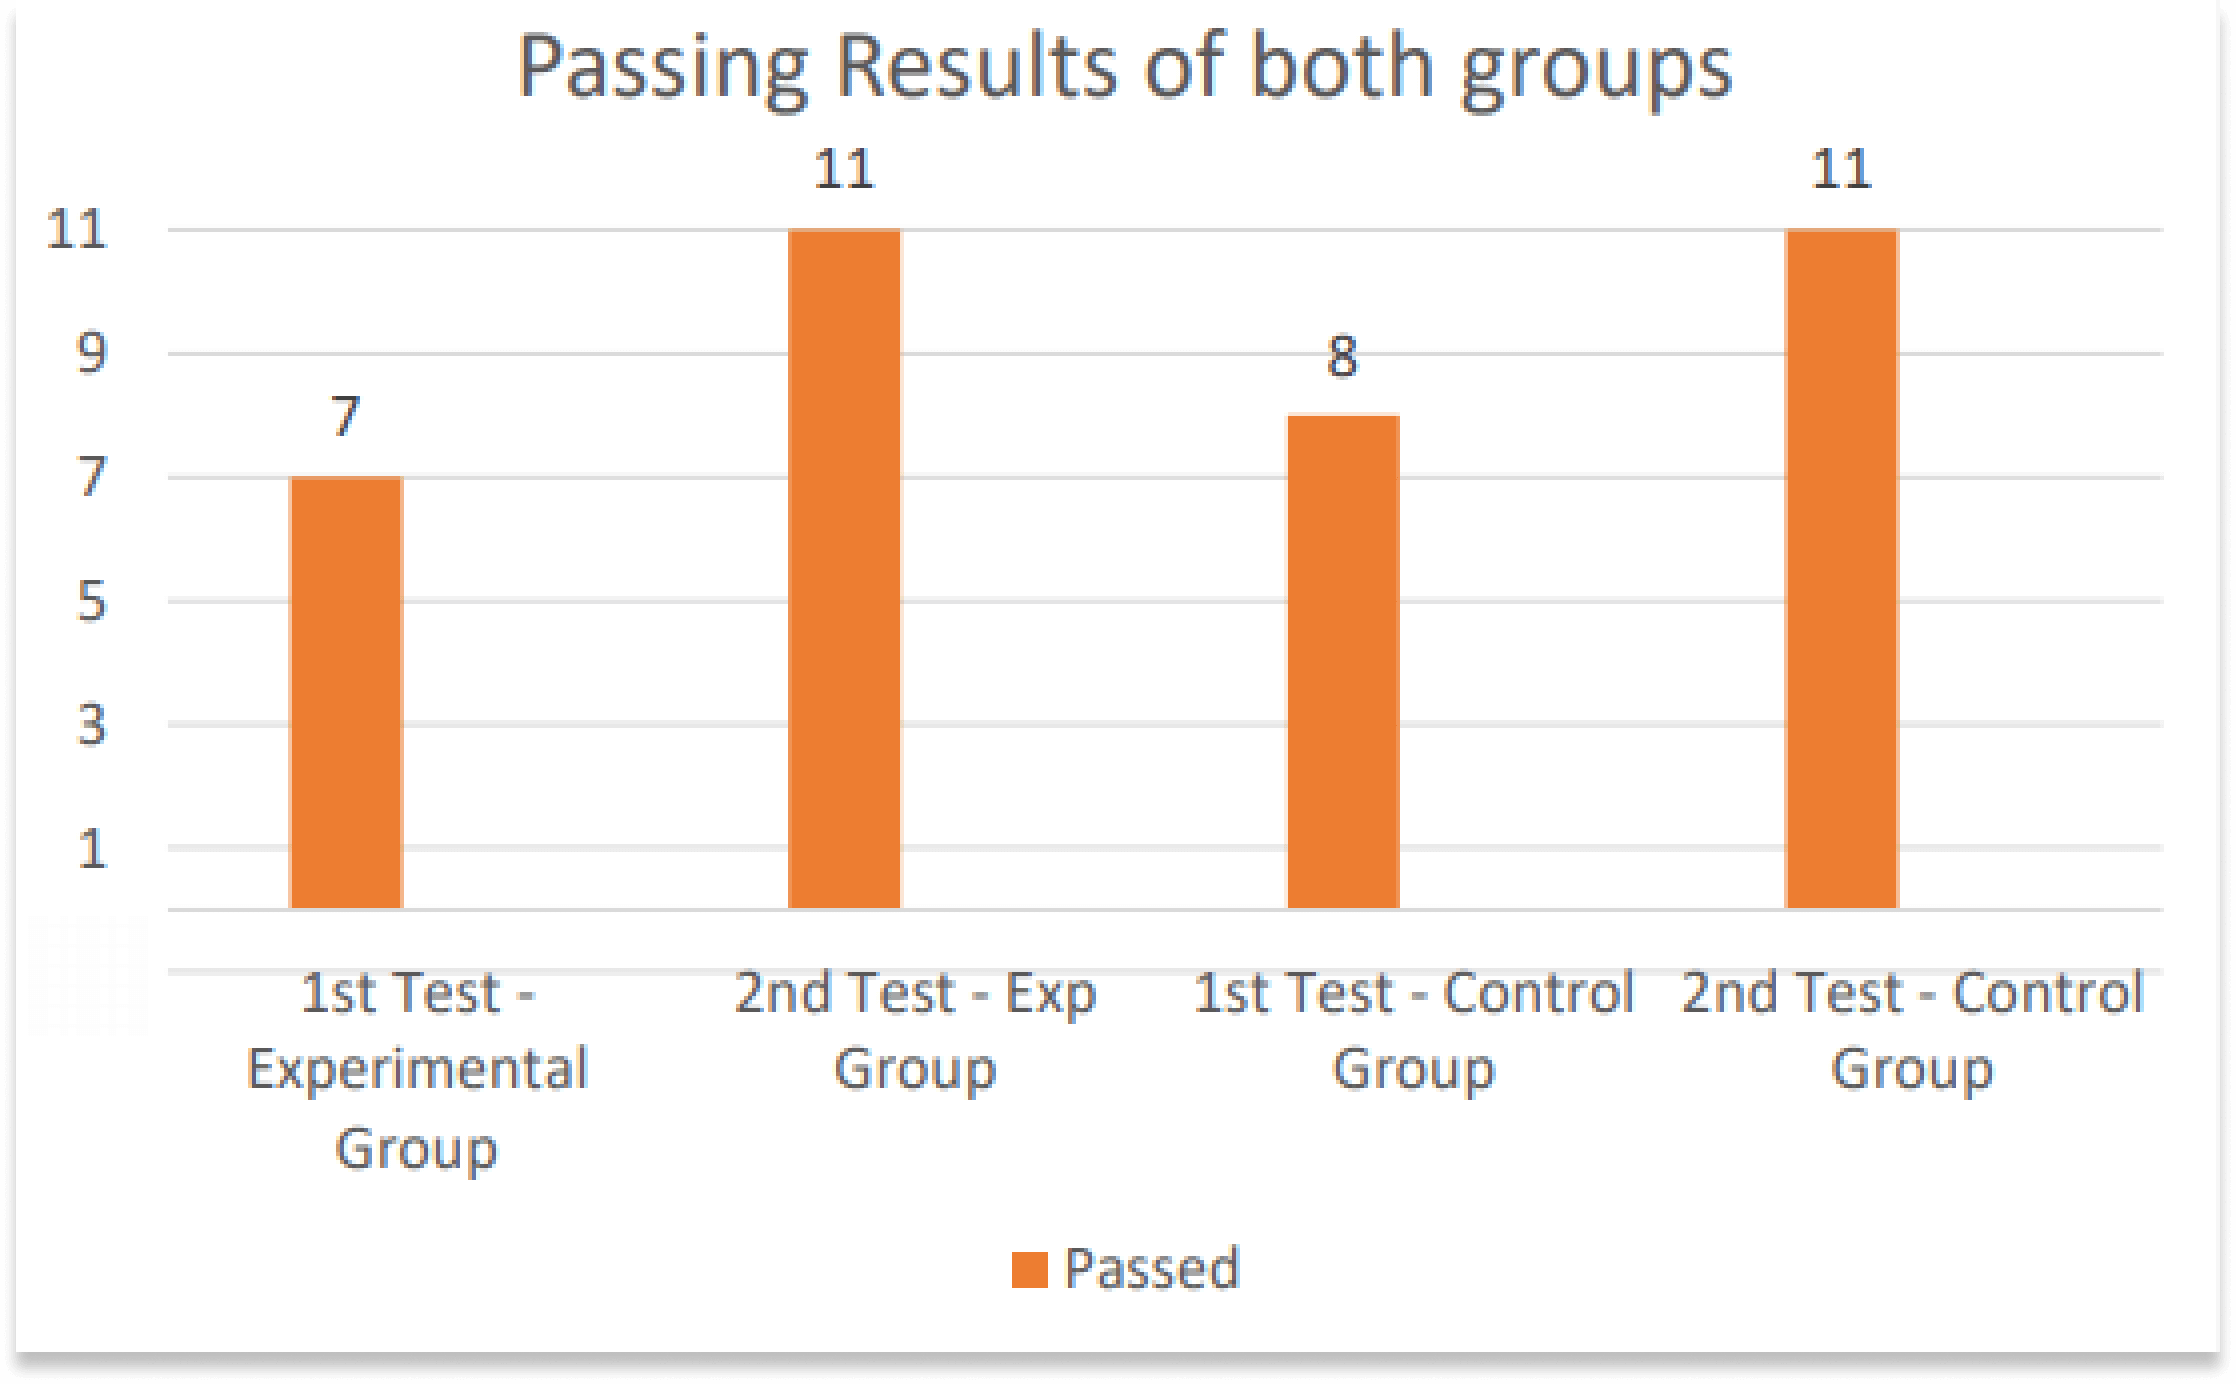 Passing Results of both groups
11
11
11
9
8
7
7
5
3
1
1st Test -
Experimental
Group
2nd Test - Exp
Group
1st Test - Control
Group
2nd Test - Control
Group
Passed